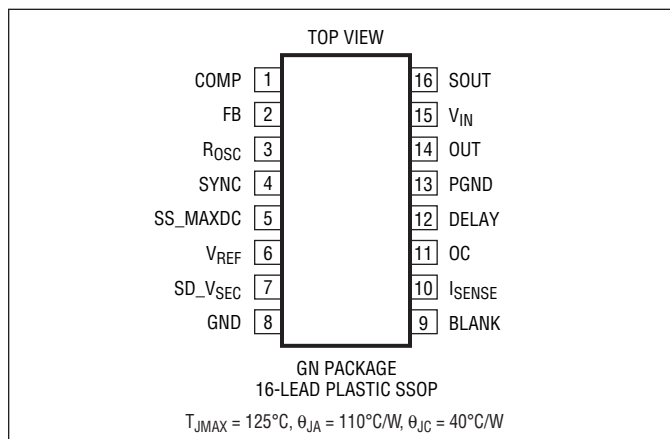 TOP VIEW
COMP 1
FB 2
ROSC 3
SYNC 4
SS_MAXDC 5
VREF 6
SD_VSEC 7
GND 8
16 SOUT
15 VIN
14 OUT
13 PGND
12 DELAY
11 OC
10 ISENSE
9 BLANK
GN PACKAGE
16-LEAD PLASTIC SSOP
TJMAX = 125°C, θJA = 110°C/W, θJC = 40°C/W